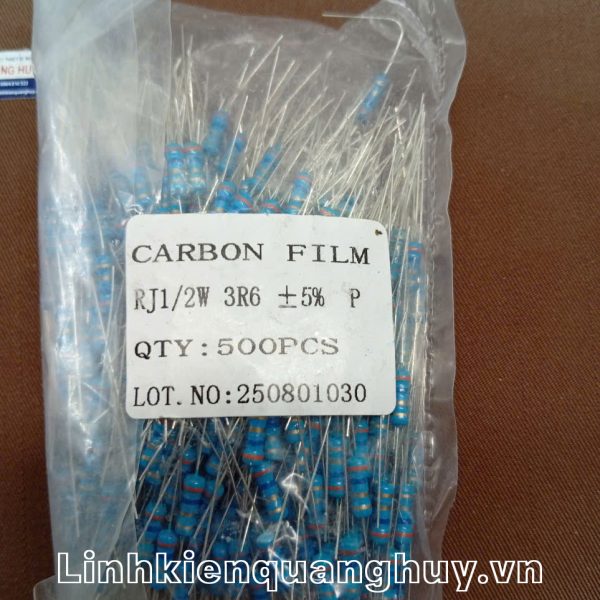 CARBON FILM
RJ1/2W 3R6 ±5% P
QTY:500PCS
LOT.NO:250801030
Linhkienquanghuy.vn